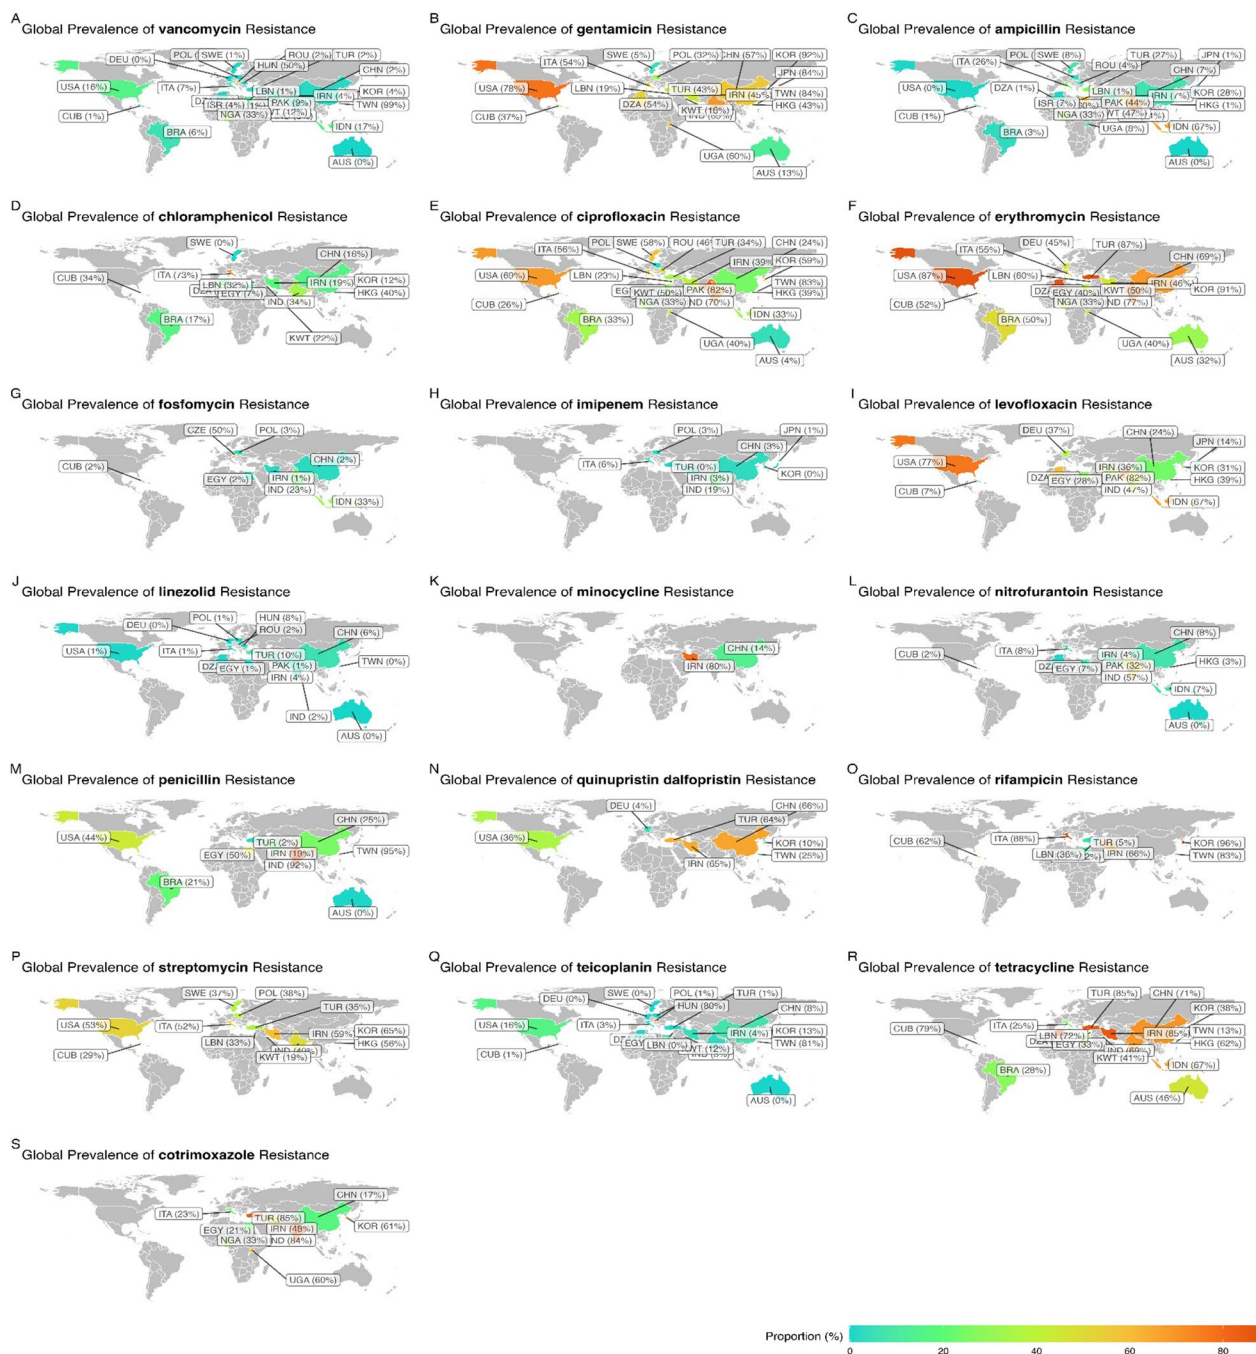 A
Global Prevalence of vancomycin Resistance
DEU (0%)
SWE (1%)
ROU (2%)
TUR (2%)
HUN (50%)
CHN (2%)
USA (16%)
ITA (7%)
LBN (1%)
IRN (4%)
KOR (4%)
ISR (4%)
PAK (9%)
TWN (99%)
CUB (1%)
NGA (33%)
BRA (6%)
IDN (17%)
AUS (0%)
B
Global Prevalence of gentamicin Resistance
SWE (5%)
POL (32%)
CHN (57%)
KOR (92%)
ITA (54%)
JPN (84%)
USA (78%)
LBN (19%)
TUR (43%)
IRN (45%)
TWN (84%)
DZA (54%)
KWT (16%)
HKG (43%)
CUB (37%)
UGA (60%)
AUS (13%)
C
Global Prevalence of ampicillin Resistance
SWE (8%)
TUR (27%)
JPN (1%)
ITA (26%)
ROU (4%)
CHN (7%)
USA (0%)
DZA (1%)
LBN (1%)
IRN (7%)
KOR (28%)
ISR (7%)
PAK (44%)
HKG (1%)
CUB (1%)
NGA (33%)
UGA (8%)
BRA (3%)
IDN (67%)
AUS (0%)
D
Global Prevalence of chloramphenicol Resistance
SWE (0%)
CHN (16%)
CUB (34%)
ITA (73%)
LBN (32%)
IRN (19%)
KOR (12%)
EGY (7%)
HKG (40%)
IND (34%)
BRA (17%)
KWT (22%)
E
Global Prevalence of ciprofloxacin Resistance
ITA (56%)
SWE (58%)
TUR (34%)
CHN (24%)
USA (69%)
LBN (23%)
KOR (59%)
KWT (50%)
PAK (82%)
TWN (83%)
CUB (26%)
NGA (33%)
IND (70%)
HKG (39%)
BRA (33%)
IDN (33%)
UGA (40%)
AUS (4%)
F
Global Prevalence of erythromycin Resistance
ITA (55%)
DEU (45%)
TUR (87%)
CHN (69%)
USA (87%)
LBN (60%)
IRN (46%)
EGY (40%)
KWT (50%)
KOR (91%)
CUB (52%)
NGA (33%)
IND (77%)
BRA (50%)
UGA (40%)
AUS (32%)
G
Global Prevalence of fosfomycin Resistance
CZE (50%)
POL (3%)
CHN (2%)
CUB (2%)
EGY (2%)
IRN (1%)
IND (23%)
IDN (33%)
H
Global Prevalence of imipenem Resistance
POL (3%)
CHN (3%)
JPN (1%)
ITA (6%)
TUR (0%)
KOR (0%)
IRN (3%)
IND (19%)
I
Global Prevalence of levofloxacin Resistance
DEU (37%)
CHN (24%)
JPN (14%)
USA (77%)
IRN (36%)
KOR (31%)
EGY (28%)
PAK (82%)
HKG (39%)
CUB (7%)
IND (47%)
IDN (67%)
J
Global Prevalence of linezolid Resistance
POL (1%)
HUN (8%)
DEU (0%)
ROU (2%)
CHN (6%)
USA (1%)
ITA (1%)
TUR (10%)
TWN (0%)
EGY (1%)
PAK (1%)
IRN (4%)
IND (2%)
AUS (0%)
K
Global Prevalence of minocycline Resistance
CHN (14%)
IRN (80%)
L
Global Prevalence of nitrofurantoin Resistance
CHN (8%)
CUB (2%)
ITA (8%)
IRN (4%)
EGY (7%)
PAK (32%)
HKG (3%)
IND (57%)
IDN (7%)
AUS (0%)
M
Global Prevalence of penicillin Resistance
CHN (25%)
USA (44%)
TUR (2%)
EGY (50%)
IRN (19%)
TWN (95%)
IND (92%)
BRA (21%)
AUS (0%)
N
Global Prevalence of quinupristin dalfopristin Resistance
DEU (4%)
CHN (66%)
TUR (64%)
USA (36%)
KOR (10%)
TWN (25%)
IRN (65%)
O
Global Prevalence of rifampicin Resistance
CUB (62%)
ITA (88%)
TUR (5%)
KOR (96%)
LBN (36%)
IRN (66%)
TWN (83%)
P
Global Prevalence of streptomycin Resistance
SWE (37%)
POL (38%)
TUR (35%)
USA (53%)
ITA (52%)
IRN (59%)
KOR (65%)
LBN (33%)
HKG (56%)
CUB (29%)
KWT (19%)
Q
Global Prevalence of teicoplanin Resistance
SWE (0%)
POL (1%)
TUR (1%)
DEU (0%)
HUN (80%)
CHN (8%)
USA (16%)
ITA (3%)
IRN (4%)
KOR (13%)
TWN (81%)
CUB (1%)
AUS (0%)
R
Global Prevalence of tetracycline Resistance
TUR (85%)
CHN (71%)
KOR (38%)
CUB (79%)
ITA (25%)
LBN (72%)
IRN (85%)
TWN (13%)
EGY (33%)
IND (69%)
HKG (62%)
KWT (41%)
BRA (28%)
IDN (67%)
AUS (46%)
S
Global Prevalence of cotrimoxazole Resistance
CHN (17%)
ITA (23%)
TUR (85%)
KOR (61%)
EGY (21%)
IRN (48%)
NGA (33%)
IND (84%)
UGA (60%)
Proportion (%)
0 20 40 60 80